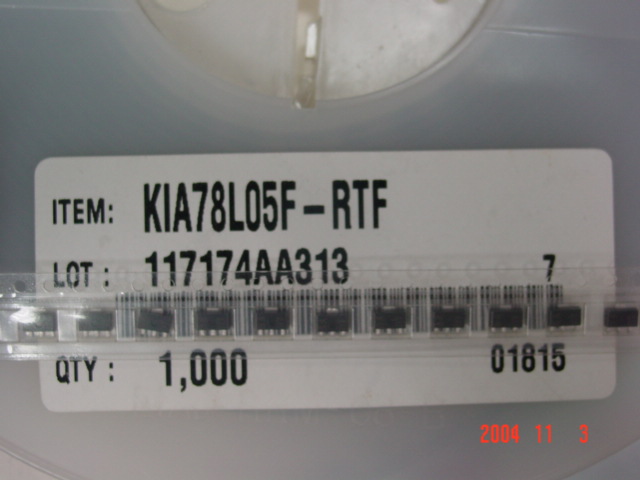 ITEM: KIA78L05F-RTF
LOT : 117174AA313
7
QTY : 1,000
01815
2004 11 3